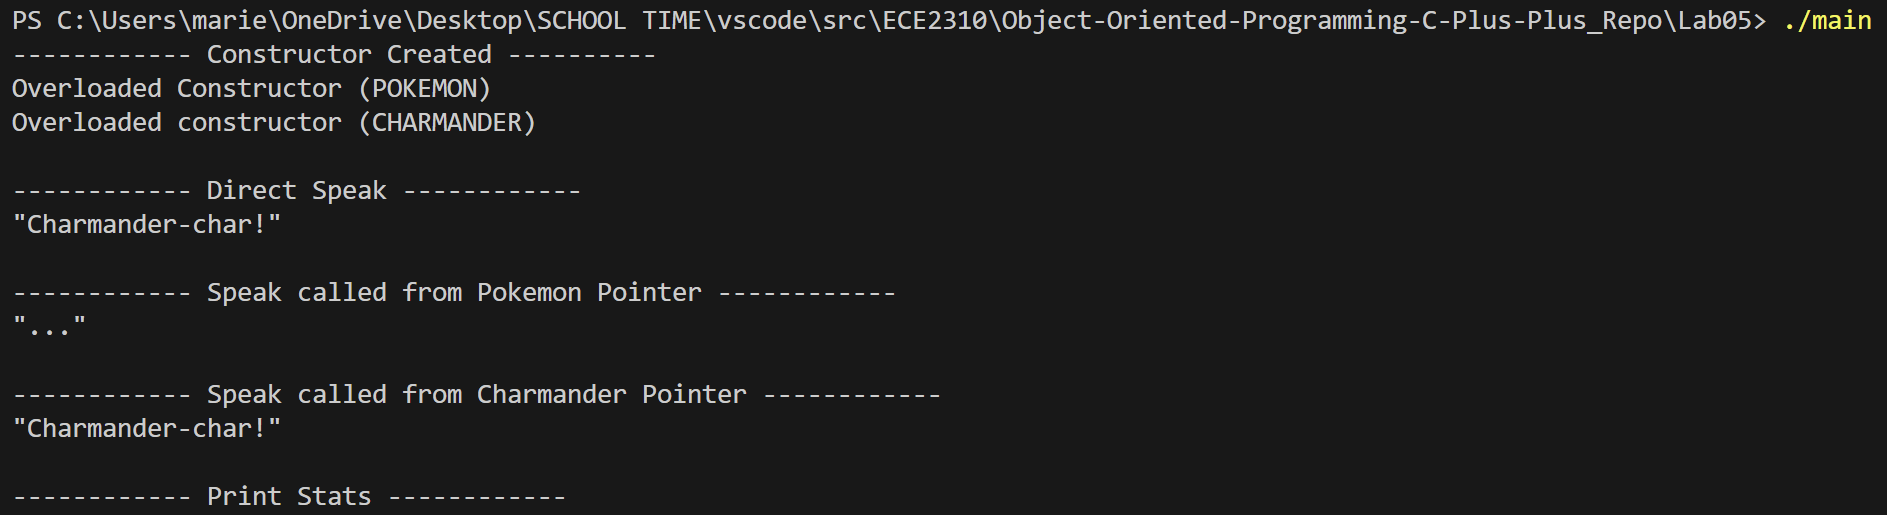 PS C:\Users\marie\OneDrive\Desktop\SCHOOL TIME\vscode\src\ECE2310\Object-Oriented-Programming-C-Plus-Plus_Repo\Lab05> ./main
------------ Constructor Created ----------
Overloaded Constructor (POKEMON)
Overloaded constructor (CHARMANDER)
------------ Direct Speak ------------
"Charmander-char!"
------------ Speak called from Pokemon Pointer ------------
"..."
------------ Speak called from Charmander Pointer ------------
"Charmander-char!"
------------ Print Stats ------------